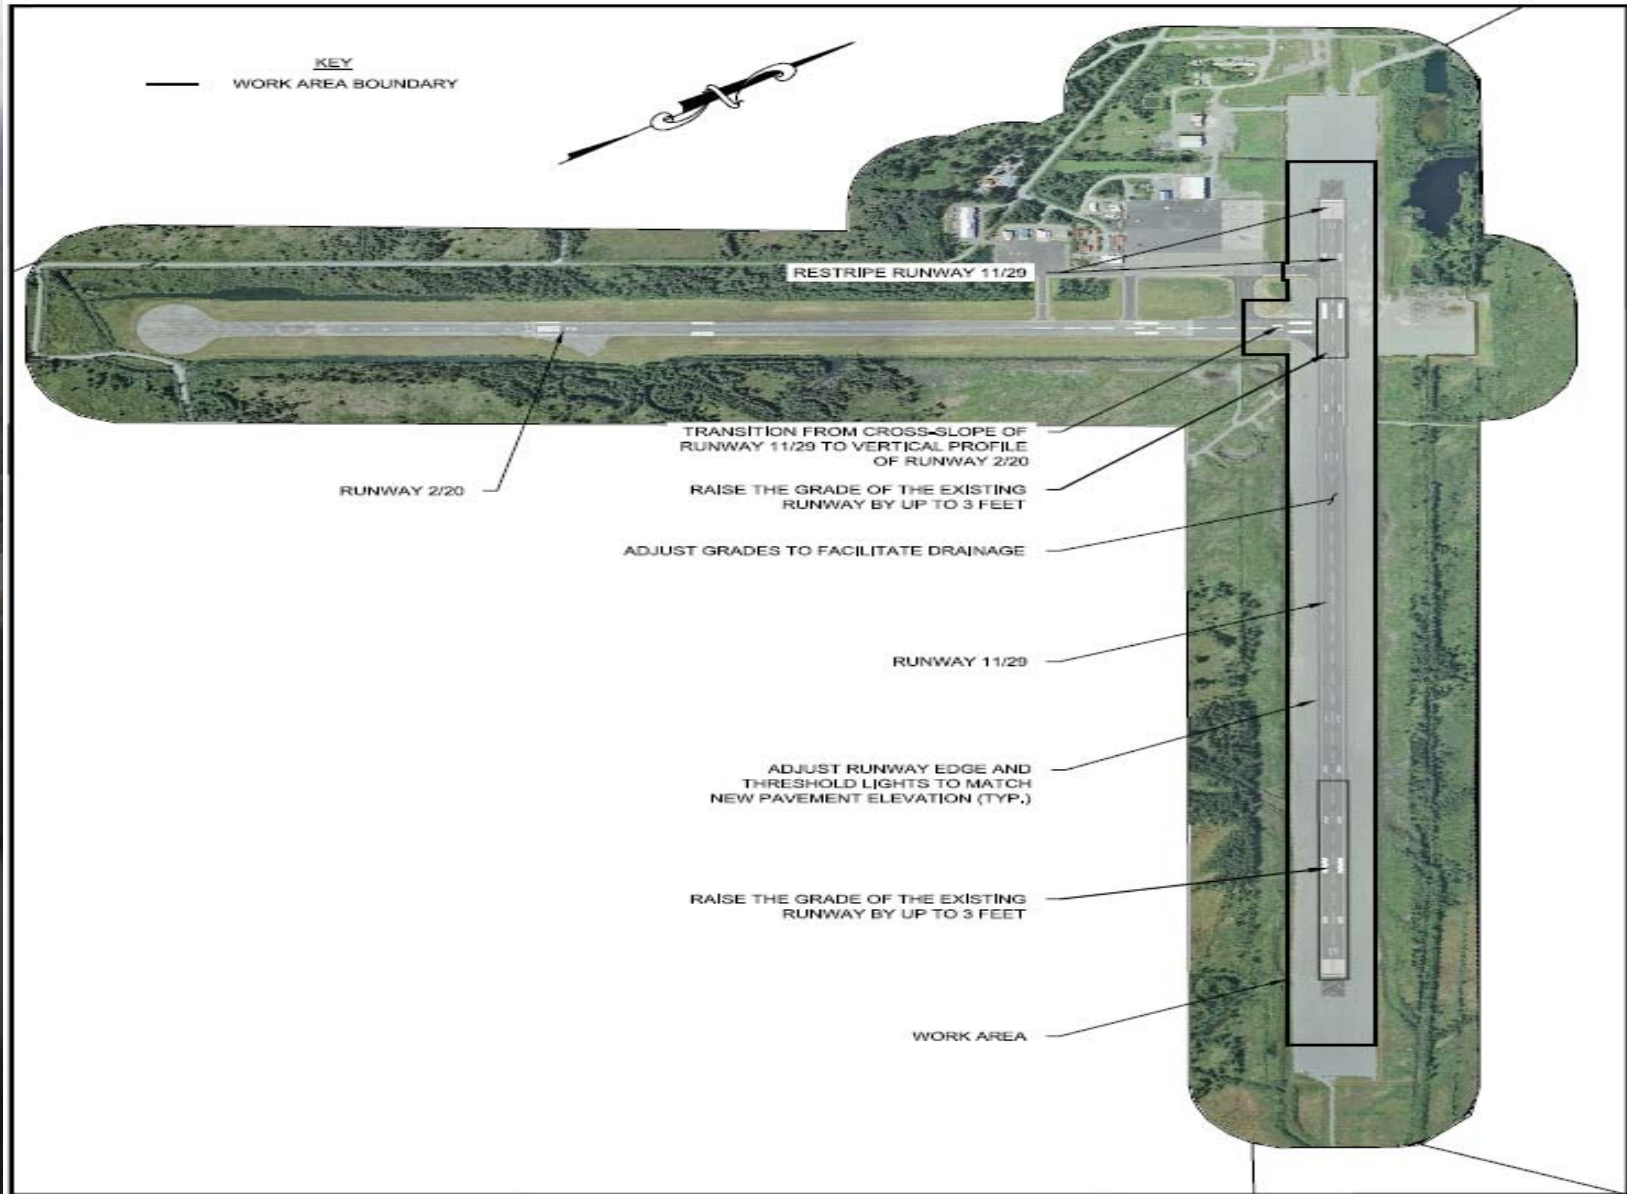 KEY
WORK AREA BOUNDARY
N
RESTRIPE RUNWAY 11/29
TRANSITION FROM CROSS-SLOPE OF
RUNWAY 11/29 TO VERTICAL PROFILE
OF RUNWAY 2/20
RUNWAY 2/20
RAISE THE GRADE OF THE EXISTING
RUNWAY BY UP TO 3 FEET
ADJUST GRADES TO FACILITATE DRAINAGE
RUNWAY 11/29
ADJUST RUNWAY EDGE AND
THRESHOLD LIGHTS TO MATCH
NEW PAVEMENT ELEVATION (TYP.)
RAISE THE GRADE OF THE EXISTING
RUNWAY BY UP TO 3 FEET
WORK AREA